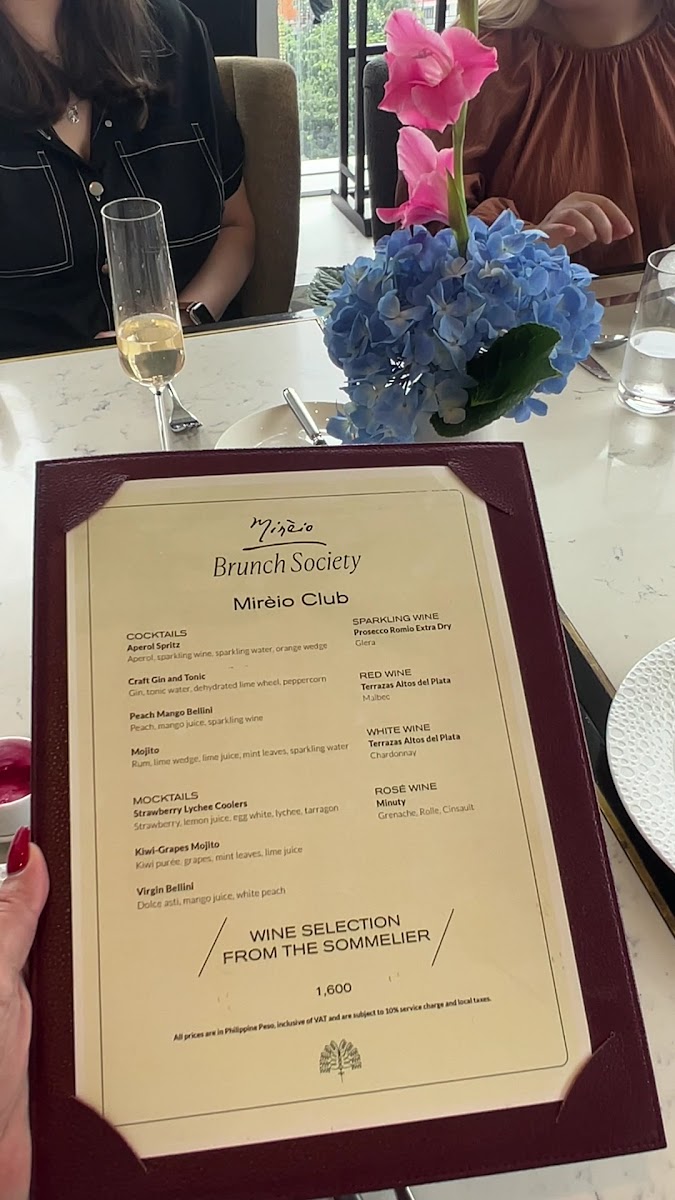 Mirèio
Brunch Society
Mirèio Club
COCKTAILS
Aperol Spritz
Aperol, sparkling wine, sparkling water, orange wedge
Craft Gin and Tonic
Gin, tonic water, dehydrated lime wheel, peppercorn
Peach Mango Bellini
Peach, mango juice, sparkling wine
Mojito
Rum, lime wedge, lime juice, mint leaves, sparkling water
MOCKTAILS
Strawberry Lychee Coolers
Strawberry, lemon juice, egg white, lychee, tarragon
Kiwi-Grapes Mojito
Kiwi purée, grapes, mint leaves, lime juice
Virgin Bellini
Dolce asti, mango juice, white peach
SPARKLING WINE
Prosecco Romio Extra Dry
Glera
RED WINE
Terrazas Altos del Plata
Malbec
WHITE WINE
Terrazas Altos del Plata
Chardonnay
ROSÉ WINE
Minuty
Grenache, Rolle, Cinsault
WINE SELECTION
FROM THE SOMMELIER
1,600
All prices are in Philippine Peso, inclusive of VAT and are subject to 10% service charge and local taxes.